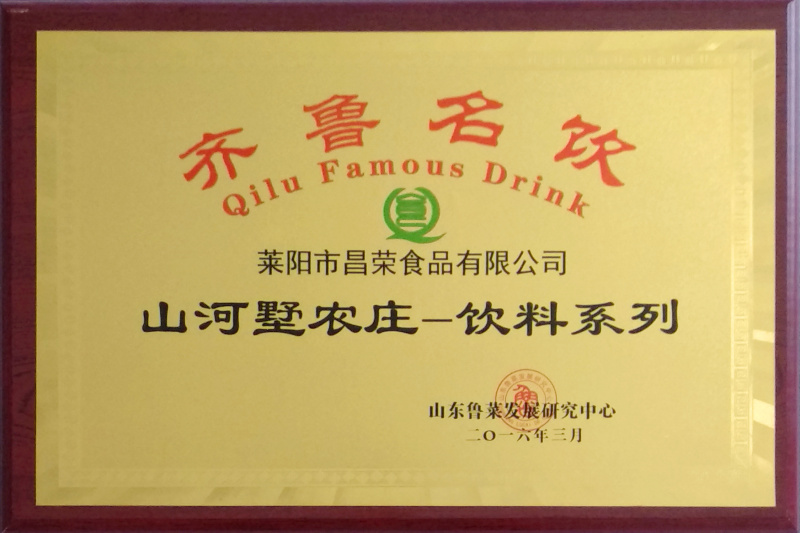 齐鲁名饮
Qilu Famous Drink
莱阳市昌荣食品有限公司
山河墅农庄—饮料系列
山东鲁菜发展研究中心
二〇一六年三月